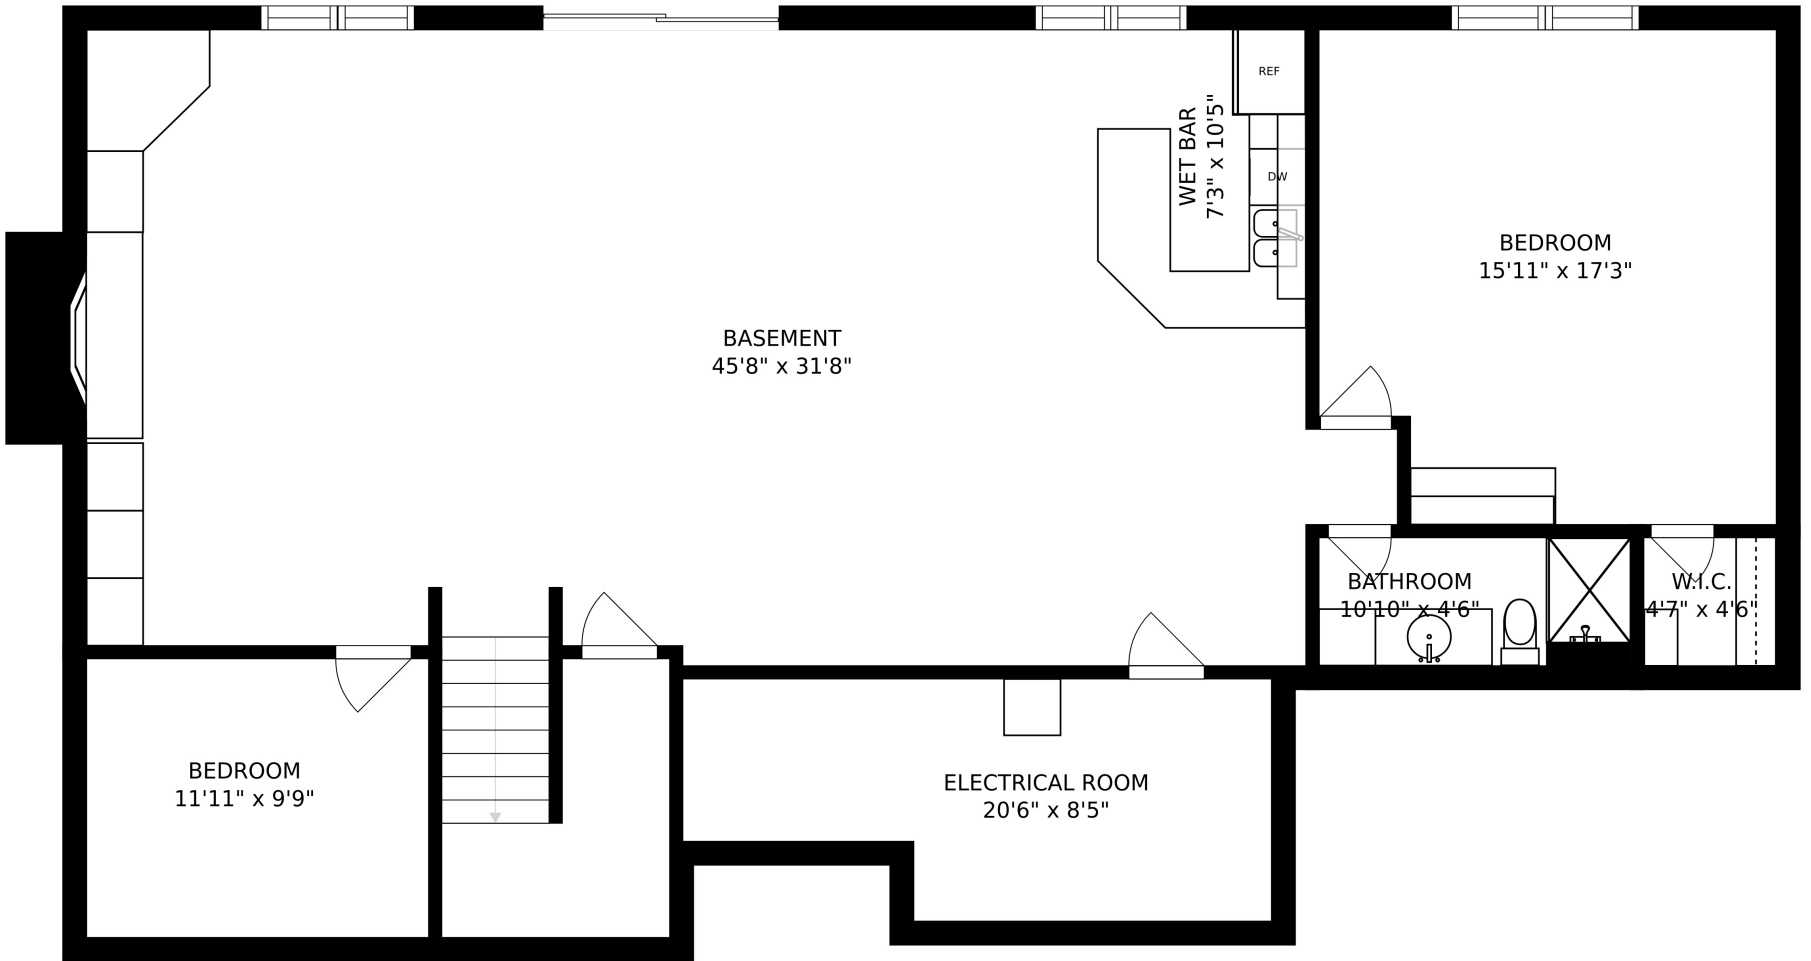 REF
WET BAR
7'3" x 10'5"
DW
BEDROOM
15'11" x 17'3"
BASEMENT
45'8" x 31'8"
BATHROOM
10'10" x 4'6"
W.I.C.
4'7" x 4'6"
BEDROOM
11'11" x 9'9"
ELECTRICAL ROOM
20'6" x 8'5"